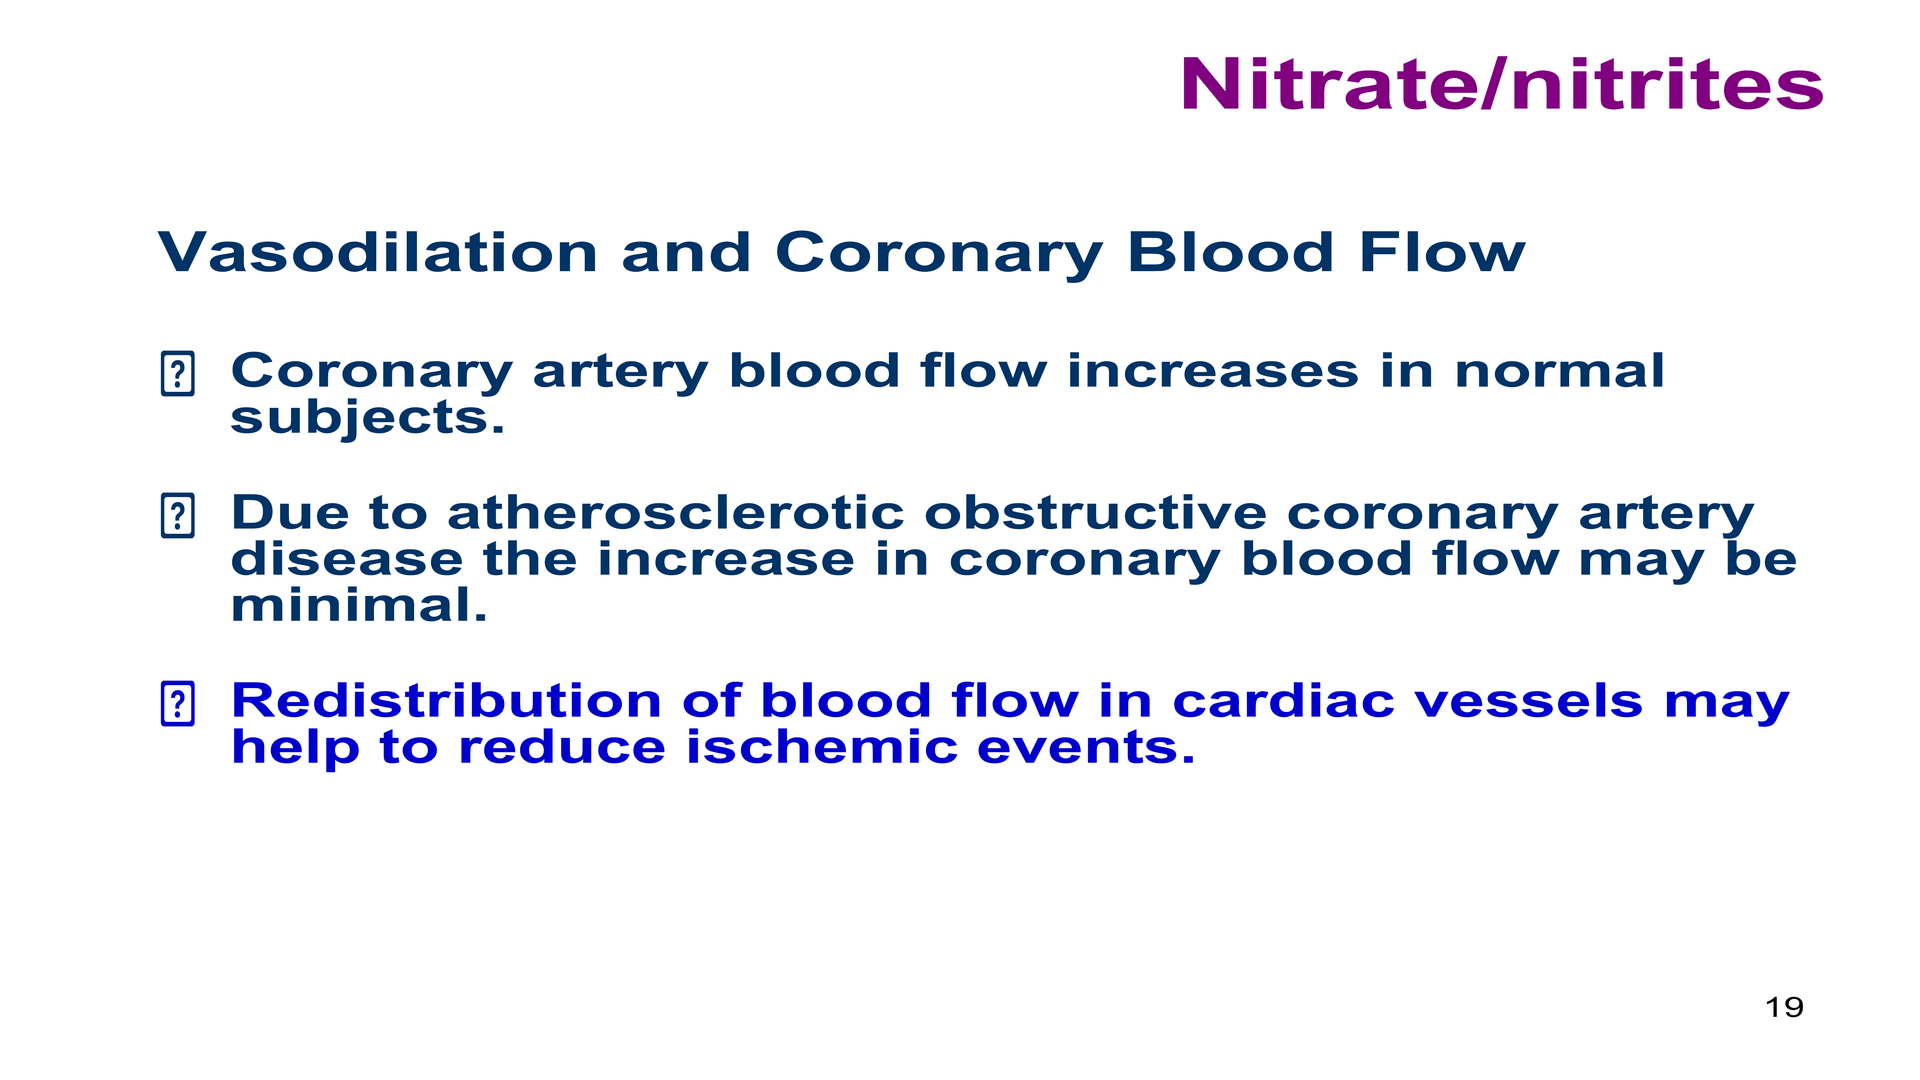 Nitrate/nitrites
Vasodilation and Coronary Blood Flow
Coronary artery blood flow increases in normal
subjects.
Due to atherosclerotic obstructive coronary artery
disease the increase in coronary blood flow may be
minimal.
Redistribution of blood flow in cardiac vessels may
help to reduce ischemic events.
19